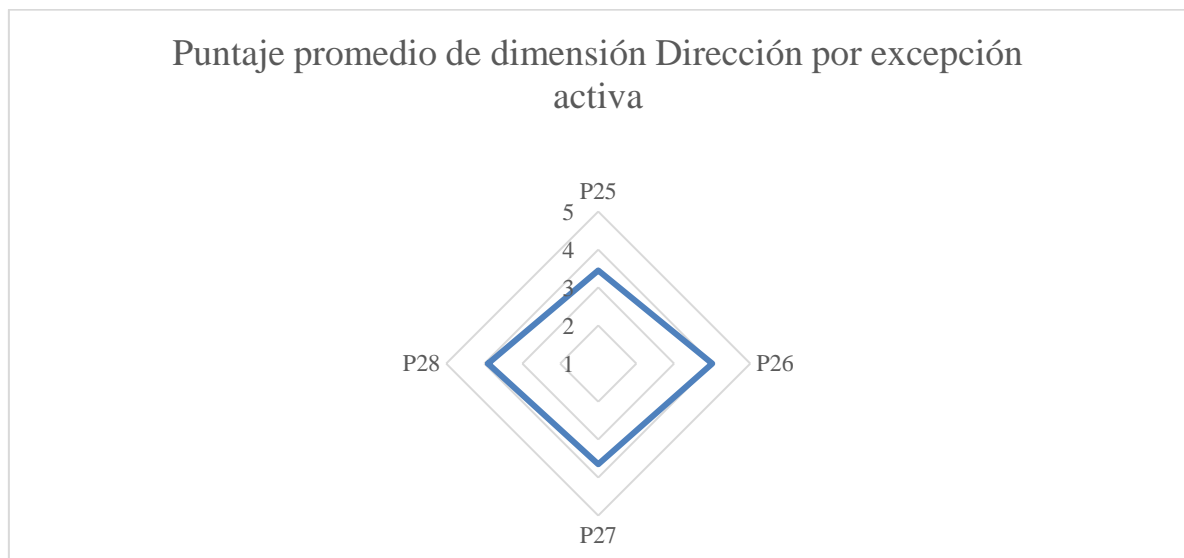 Puntaje promedio de dimensión Dirección por excepción
activa
P25
5
4
3
2
P28
1
P26
P27